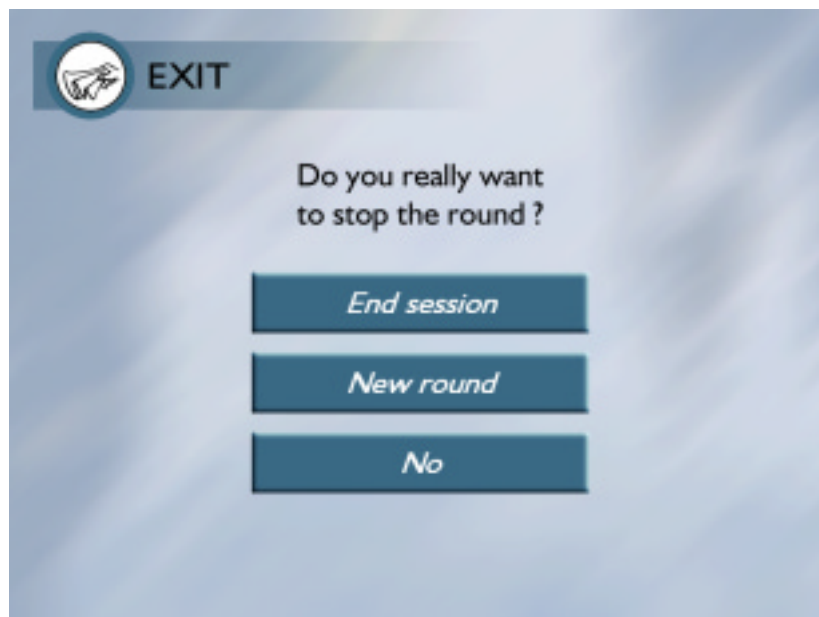 EXIT
Do you really want
to stop the round ?
End session
New round
No